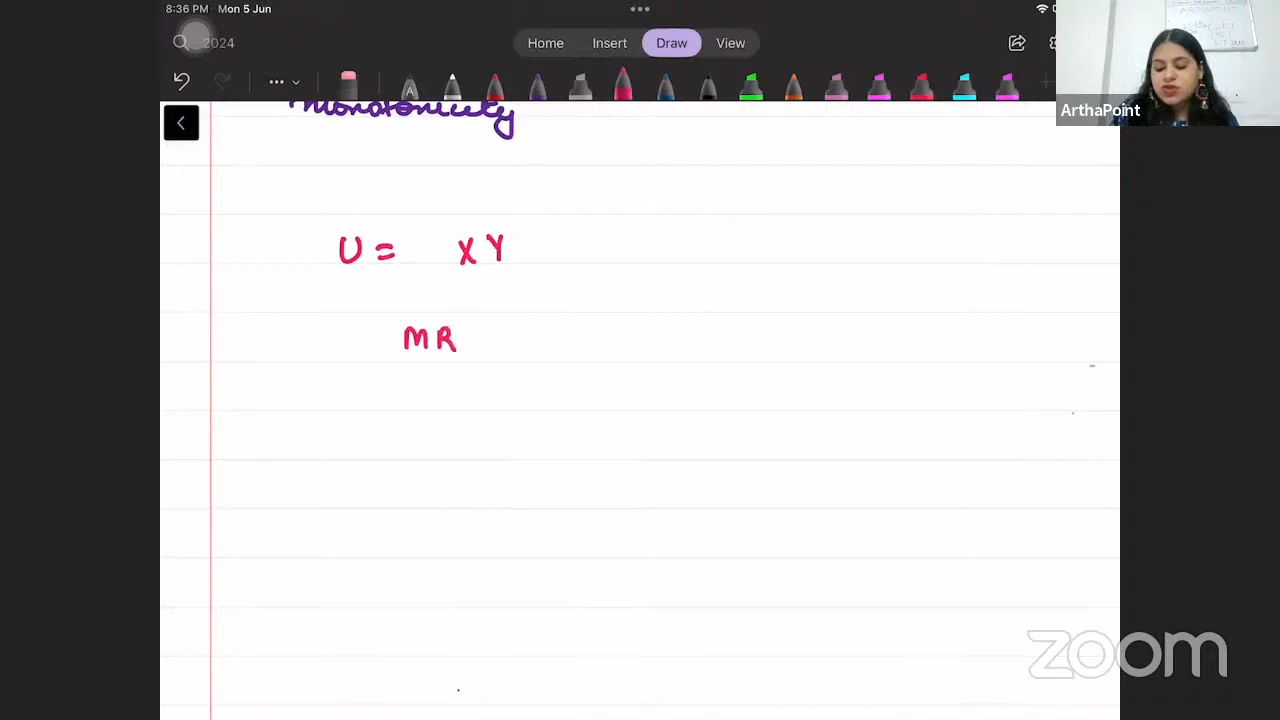 8:36 PM Mon 5 Jun
2024
Home Insert Draw View
A
ArthaPoint
monotonicity
U = XY
MR
zoom